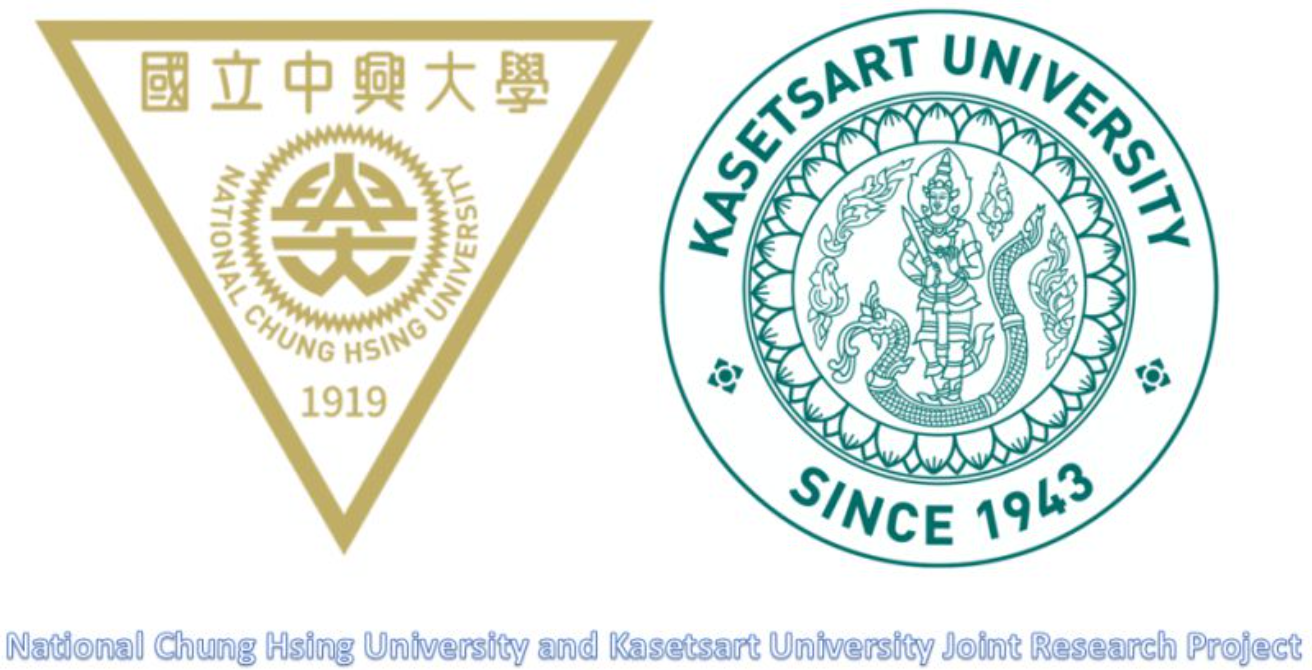 國立中興大學
NATIONAL CHUNG HSING UNIVERSITY
1919
KASETSART UNIVERSITY
SINCE 1943
National Chung Hsing University and Kasetsart University Joint Research Project